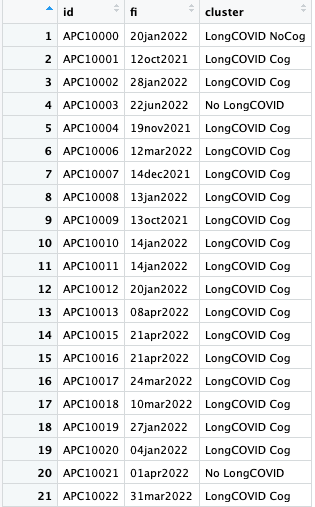 id fi cluster
1 APC10000 20jan2022 LongCOVID NoCog
2 APC10001 12oct2021 LongCOVID Cog
3 APC10002 28jan2022 LongCOVID Cog
4 APC10003 22jun2022 No LongCOVID
5 APC10004 19nov2021 LongCOVID Cog
6 APC10006 12mar2022 LongCOVID Cog
7 APC10007 14dec2021 LongCOVID Cog
8 APC10008 13jan2022 LongCOVID Cog
9 APC10009 13oct2021 LongCOVID Cog
10 APC10010 14jan2022 LongCOVID Cog
11 APC10011 14jan2022 LongCOVID Cog
12 APC10012 20jan2022 LongCOVID Cog
13 APC10013 08apr2022 LongCOVID Cog
14 APC10015 21apr2022 LongCOVID Cog
15 APC10016 21apr2022 LongCOVID Cog
16 APC10017 24mar2022 LongCOVID Cog
17 APC10018 10mar2022 LongCOVID Cog
18 APC10019 27jan2022 LongCOVID Cog
19 APC10020 04jan2022 LongCOVID Cog
20 APC10021 01apr2022 No LongCOVID
21 APC10022 31mar2022 LongCOVID Cog